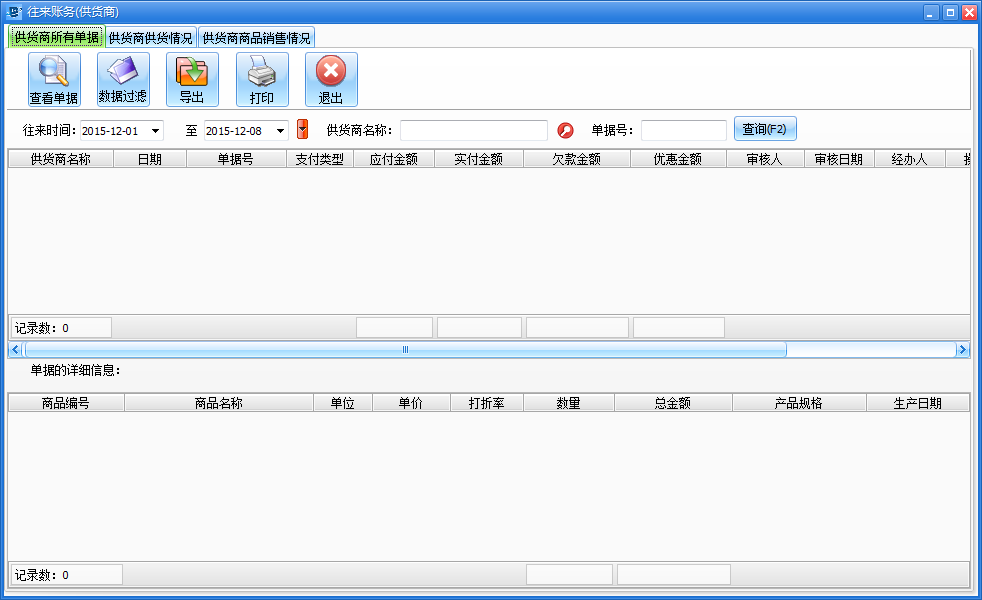 往来账务(供货商)
供货商所有单据 供货商供货情况 供货商商品销售情况
查看单据 数据过滤 导出 打印 退出
往来时间: 2015-12-01 至 2015-12-08 供货商名称: 单据号: 查询(F2)
供货商名称 日期 单据号 支付类型 应付金额 实付金额 欠款金额 优惠金额 审核人 审核日期 经办人
记录数: 0
单据的详细信息:
商品编号 商品名称 单位 单价 打折率 数量 总金额 产品规格 生产日期
记录数: 0